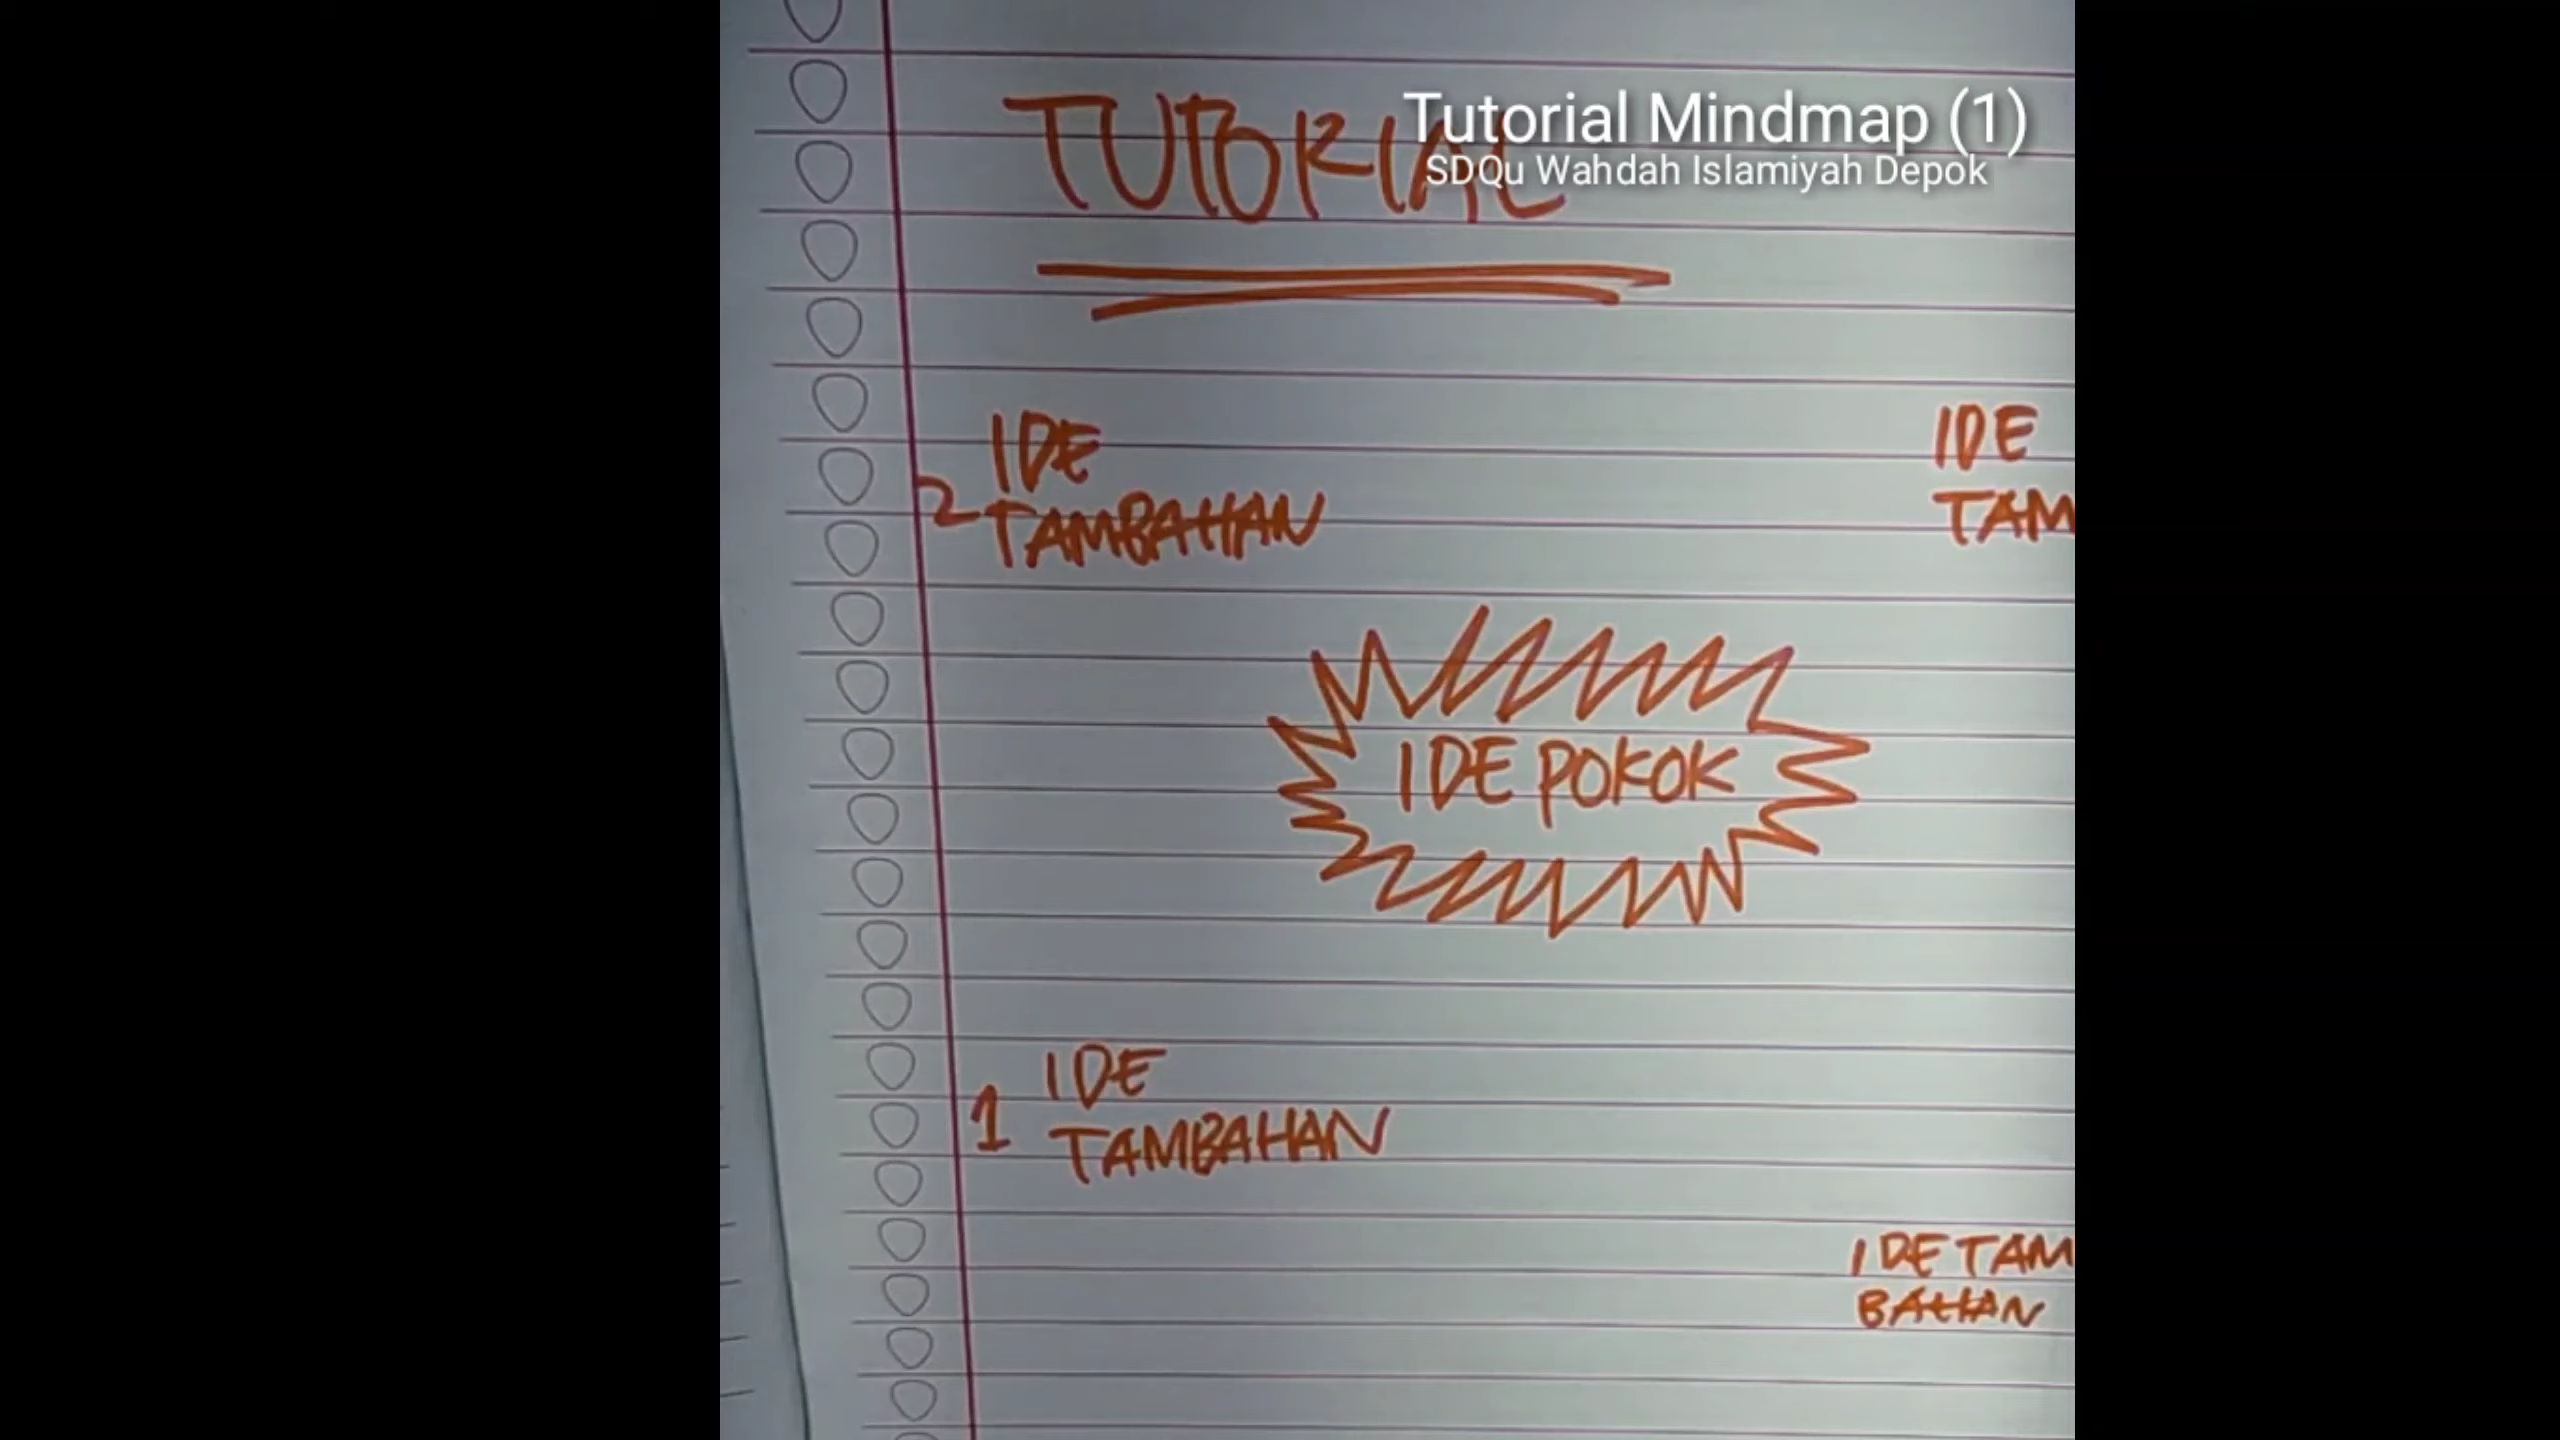 Tutorial Mindmap (1)
SDQu Wahdah Islamiyah Depok
TUTORIAL
IDE
2 TAMBAHAN
IDE
TAM
IDE POKOK
IDE
1 TAMBAHAN
IDE TAM
BAHAN